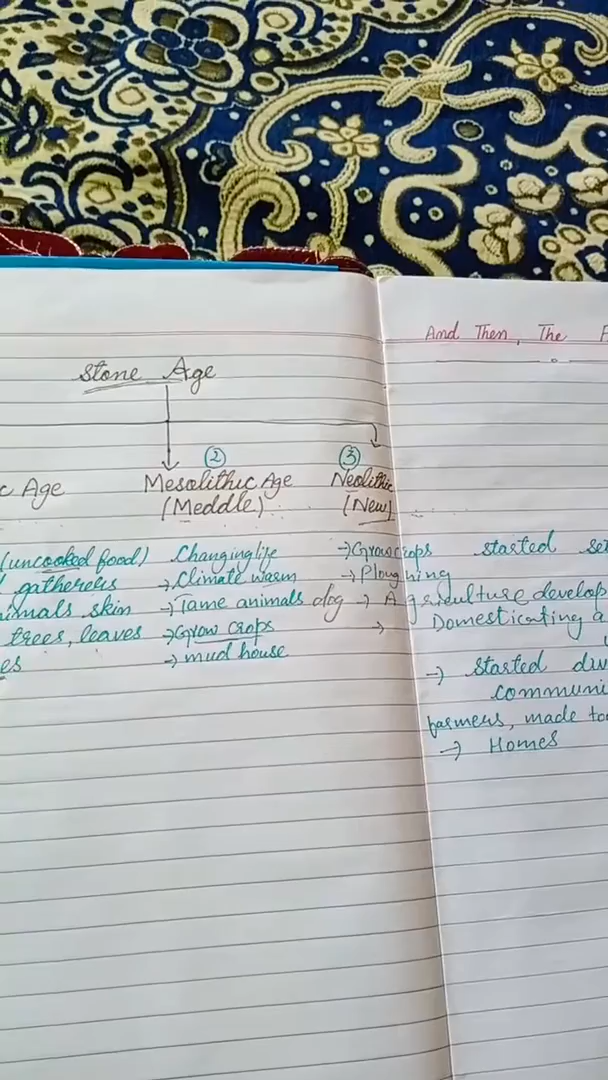 And Then, The
Stone Age
② ③
c Age Mesolithic Age Neolithic
(Meddle) (New)
(uncooked food) Changing life →Grow crops started
gatherers →Climate warm →Ploughing
skin →Tame animals dog → Agriculture develop
trees, leaves →Grow crops → Domesticating a
es →mud house
→ started
communi
farmers, made
→ Homes